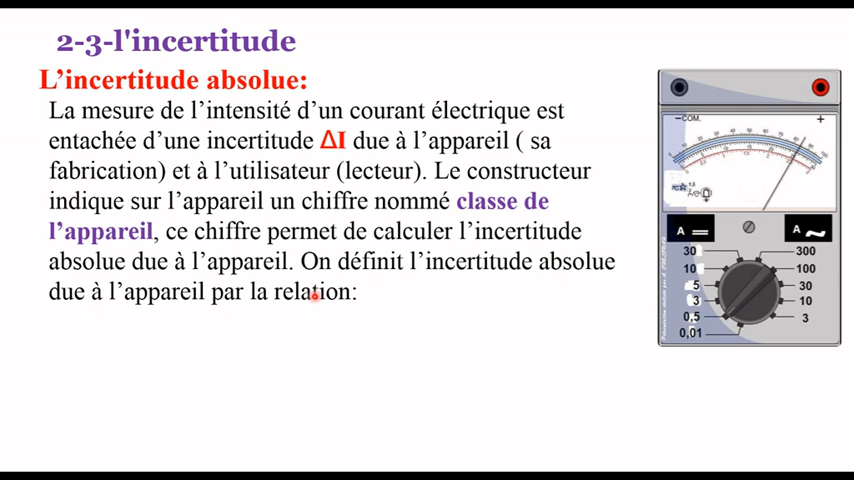 2-3-l'incertitude
L’incertitude absolue:
La mesure de l’intensité d’un courant électrique est
entachée d’une incertitude ΔI due à l’appareil ( sa
fabrication) et à l’utilisateur (lecteur). Le constructeur
indique sur l’appareil un chiffre nommé classe de
l’appareil, ce chiffre permet de calculer l’incertitude
absolue due à l’appareil. On définit l’incertitude absolue
due à l’appareil par la relation:
−COM. +
A A
30 300
10 100
5 30
3 10
0,5 3
0,01